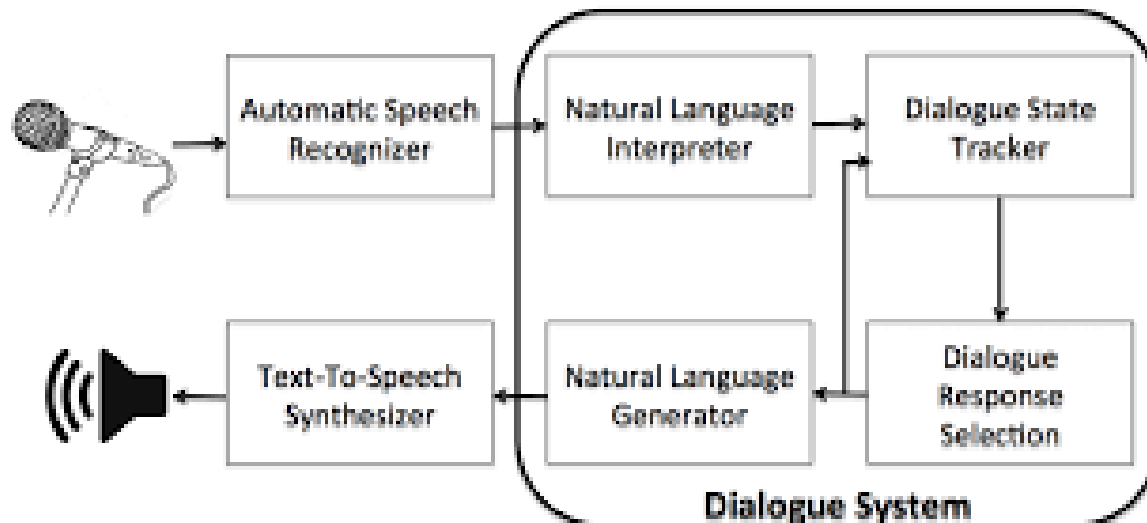 Automatic Speech
Recognizer
Natural Language
Interpreter
Dialogue State
Tracker
Text-To-Speech
Synthesizer
Natural Language
Generator
Dialogue
Response
Selection
Dialogue System